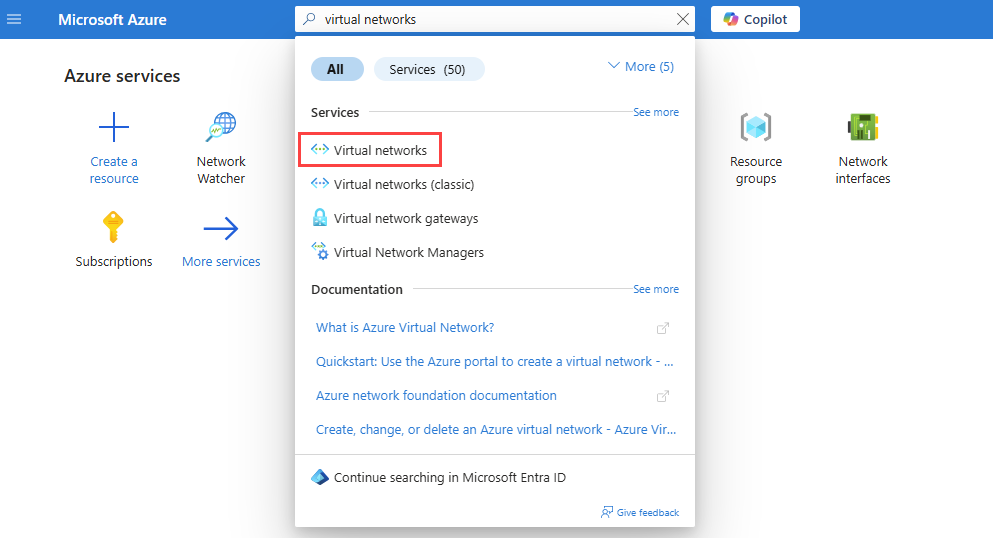 Microsoft Azure
virtual networks
Copilot
Azure services
All
Services (50)
More (5)
Services
See more
Virtual networks
Virtual networks (classic)
Virtual network gateways
Virtual Network Managers
Documentation
See more
What is Azure Virtual Network?
Quickstart: Use the Azure portal to create a virtual network - ...
Azure network foundation documentation
Create, change, or delete an Azure virtual network - Azure Vir...
Continue searching in Microsoft Entra ID
Give feedback
Create a
resource
Network
Watcher
Resource
groups
Network
interfaces
Subscriptions
More services